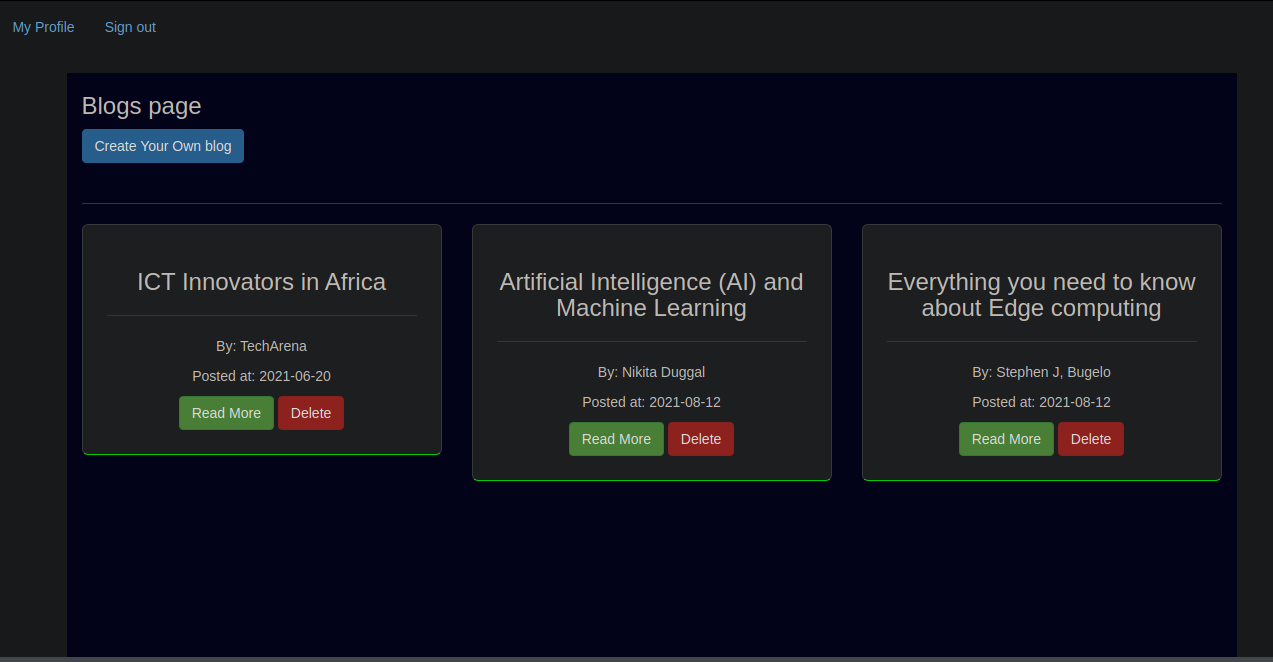 My Profile Sign out
Blogs page
Create Your Own blog
ICT Innovators in Africa
By: TechArena
Posted at: 2021-06-20
Read More Delete
Artificial Intelligence (AI) and
Machine Learning
By: Nikita Duggal
Posted at: 2021-08-12
Read More Delete
Everything you need to know
about Edge computing
By: Stephen J, Bugelo
Posted at: 2021-08-12
Read More Delete